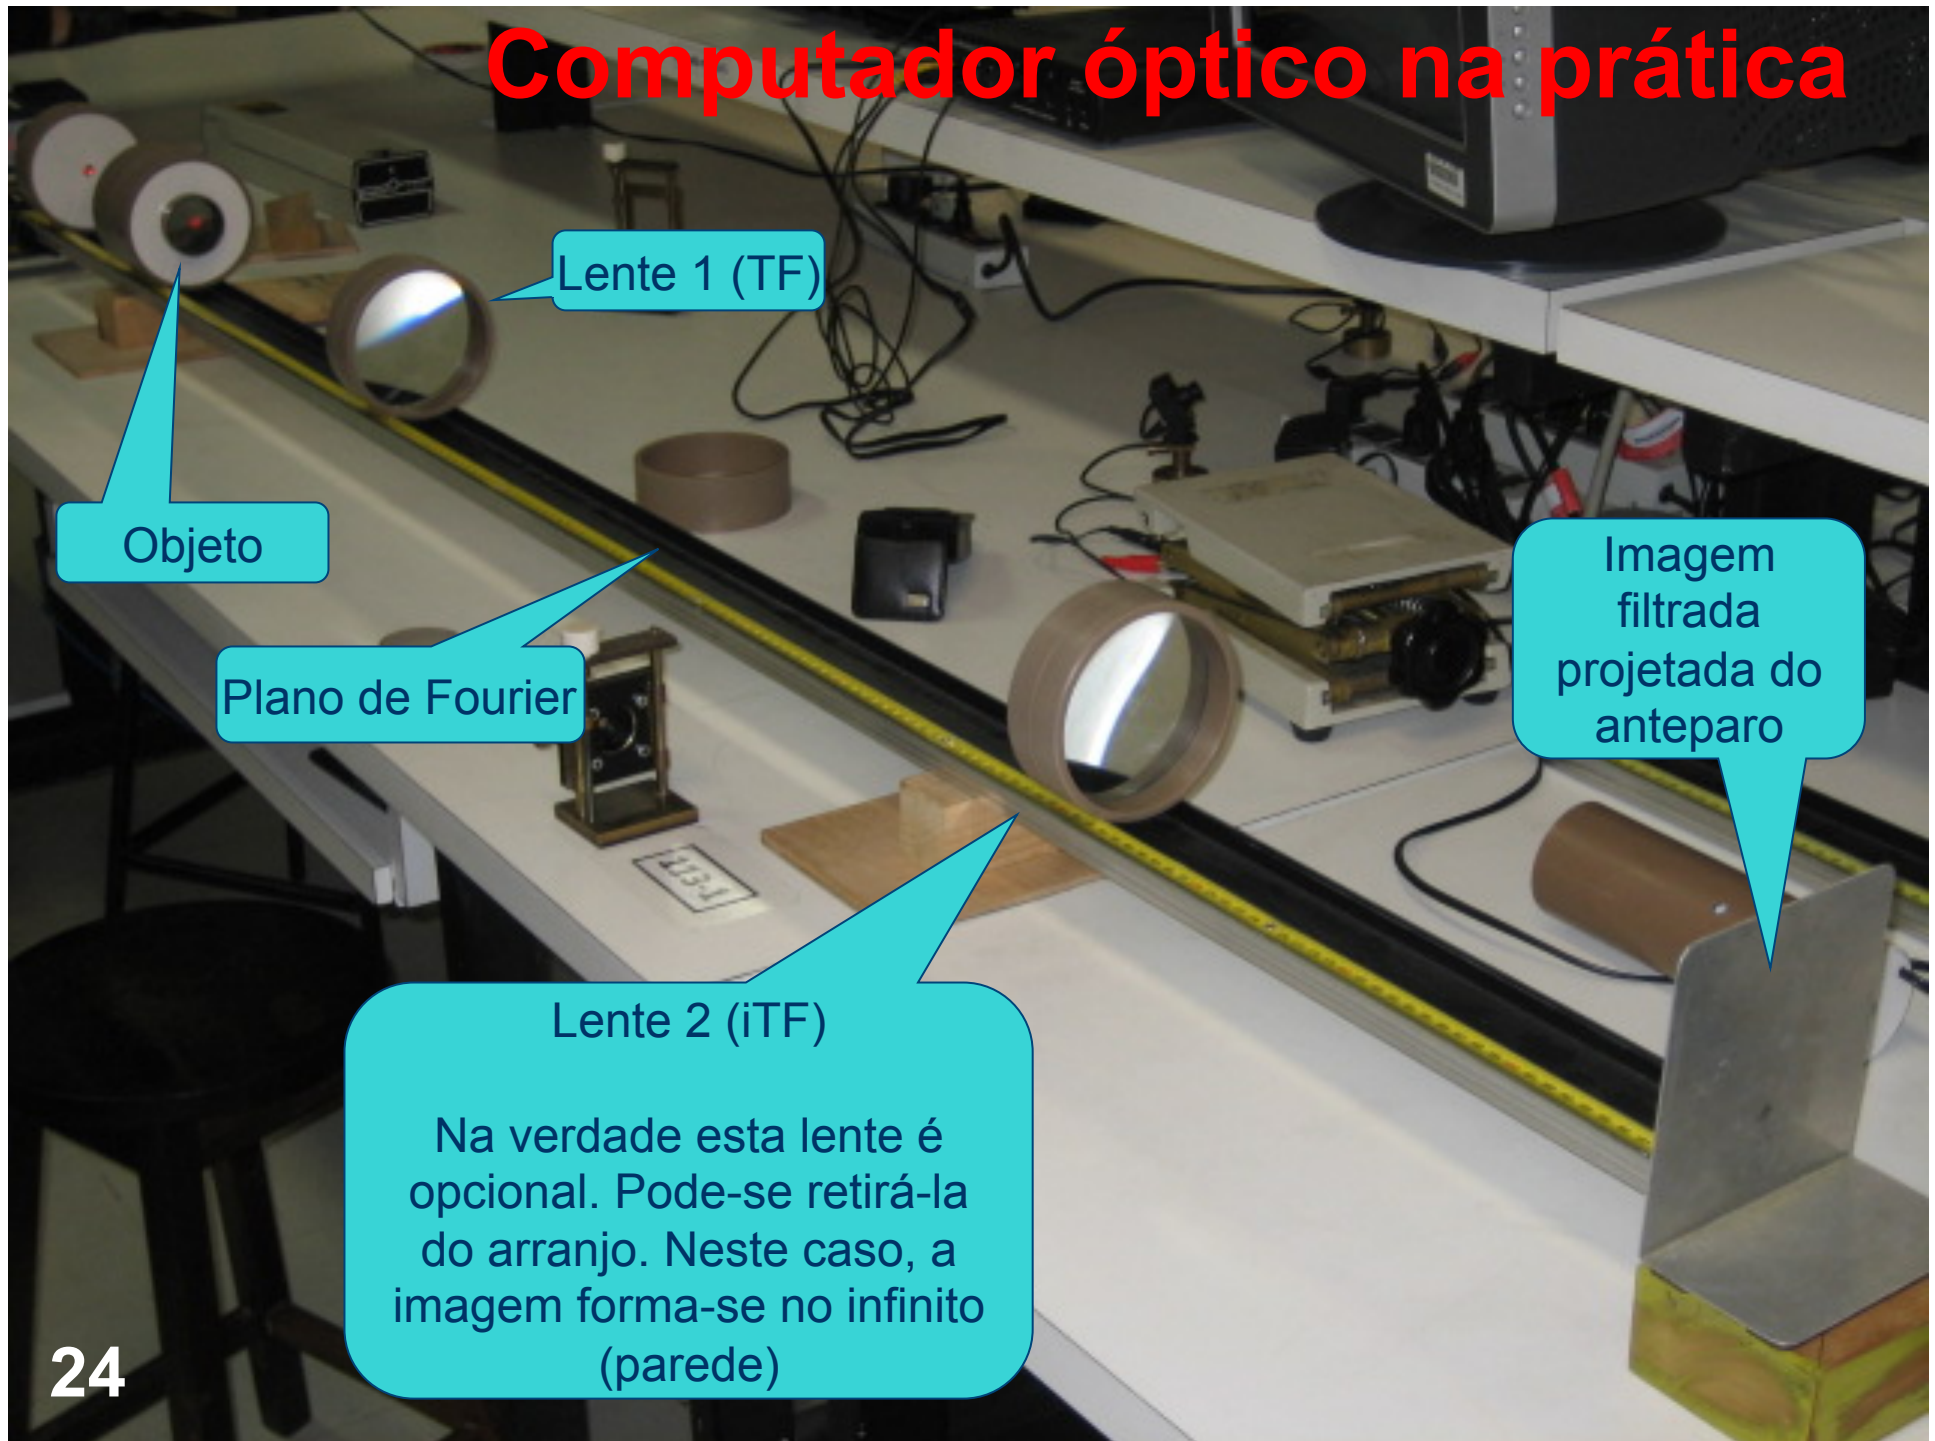 Computador óptico na prática
Lente 1 (TF)
Objeto
Plano de Fourier
Imagem
filtrada
projetada do
anteparo
113-1
Lente 2 (iTF)
Na verdade esta lente é
opcional. Pode-se retirá-la
do arranjo. Neste caso, a
imagem forma-se no infinito
(parede)
24